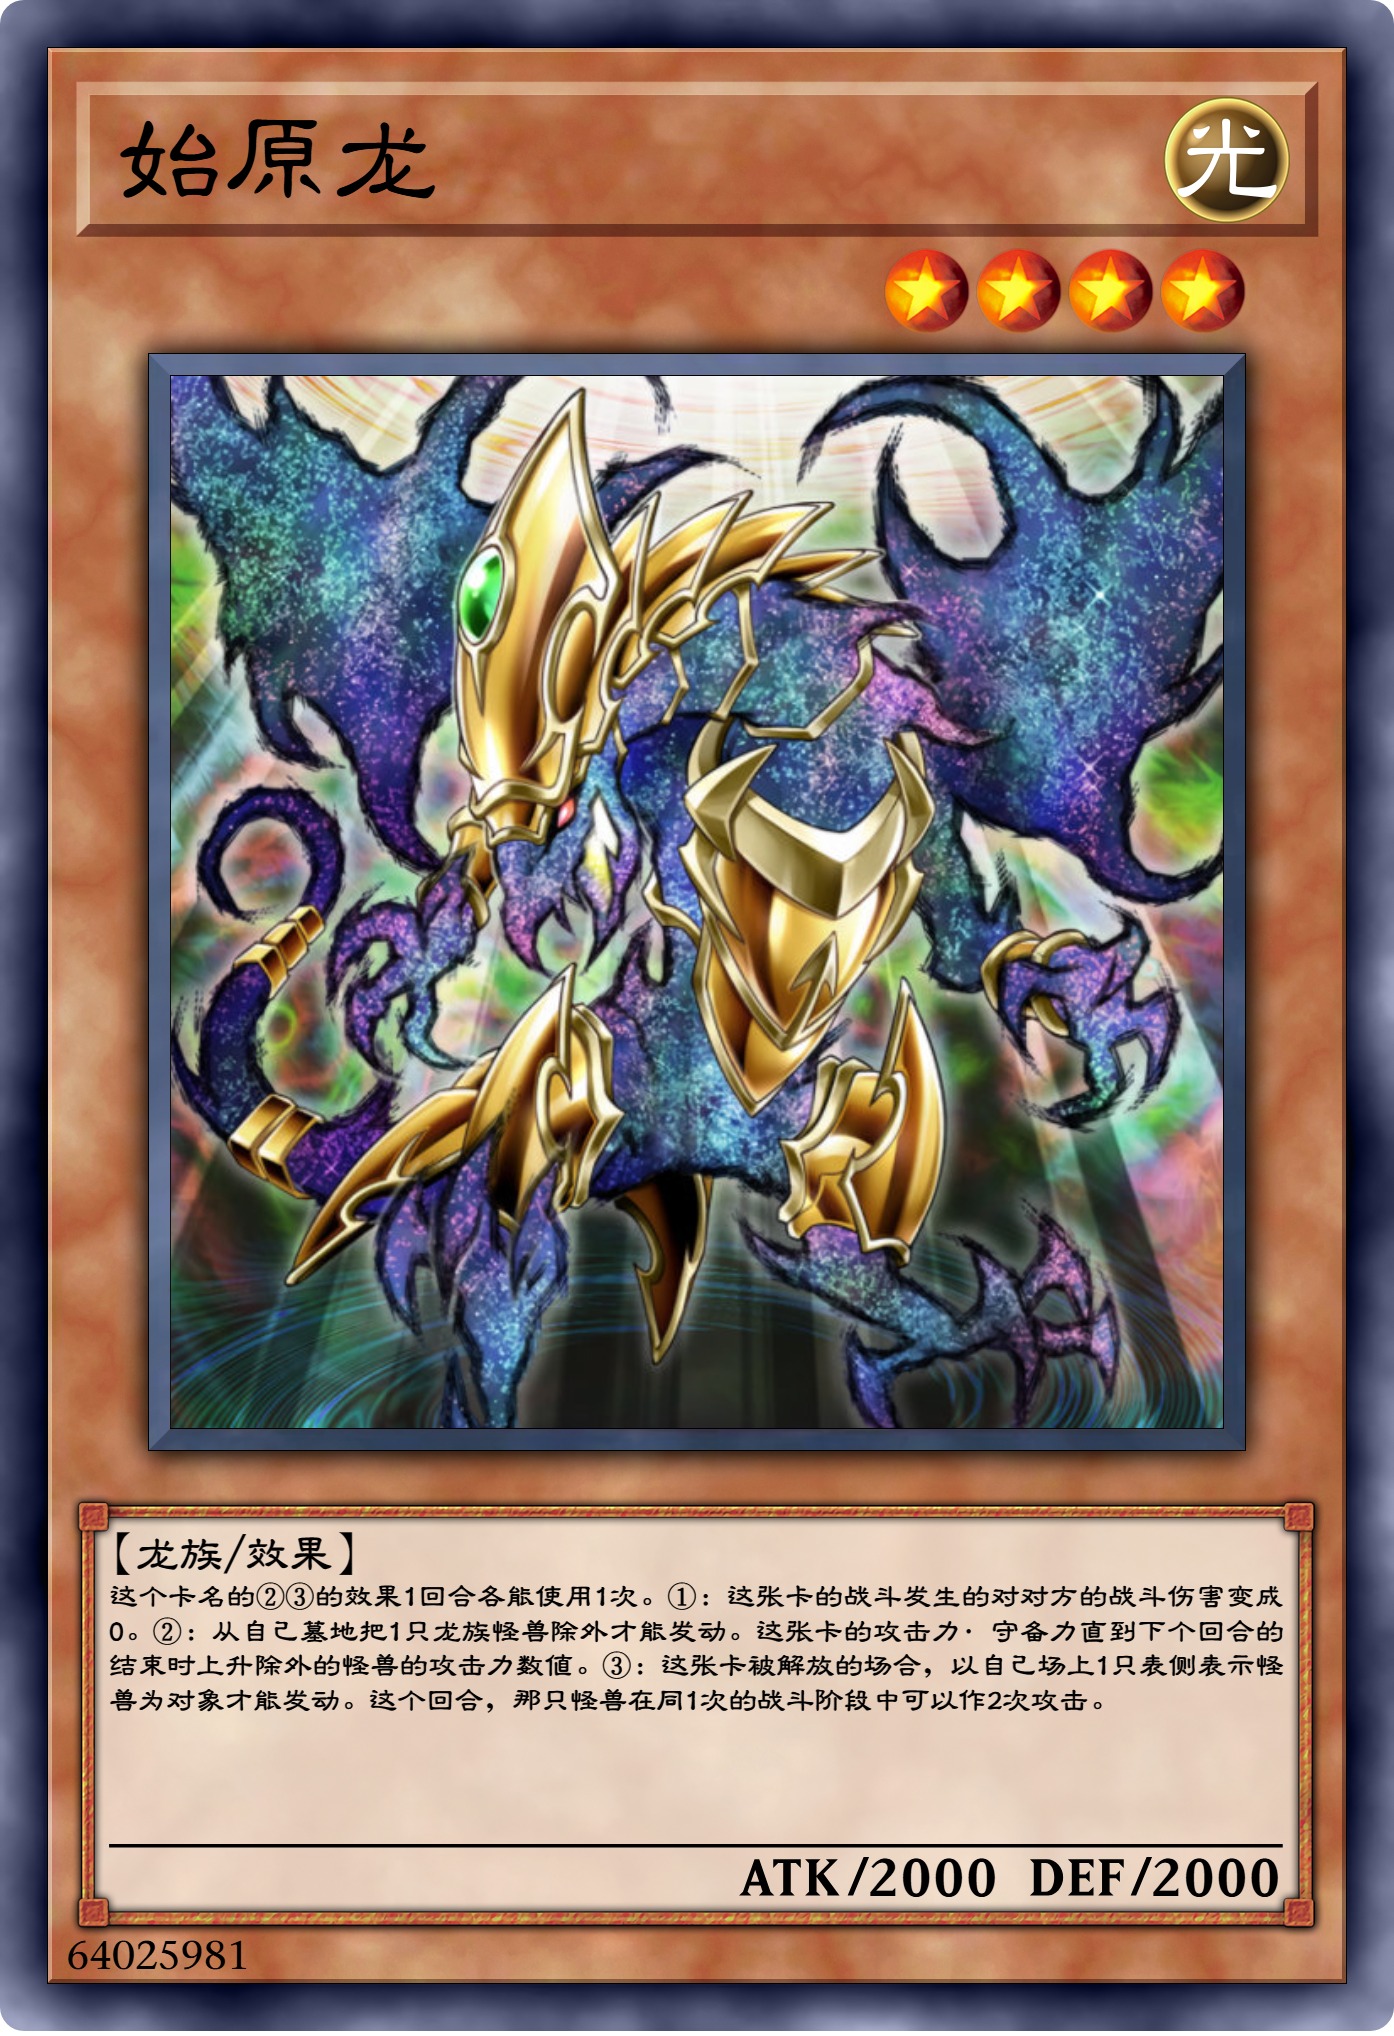 始原龙
光
【龙族/效果】
这个卡名的②③的效果1回合各能使用1次。①：这张卡的战斗发生的对对方的战斗伤害变成
0。②：从自己墓地把1只龙族怪兽除外才能发动。这张卡的攻击力·守备力直到下个回合的
结束时上升除外的怪兽的攻击力数值。③：这张卡被解放的场合，以自己场上1只表侧表示怪
兽为对象才能发动。这个回合，那只怪兽在同1次的战斗阶段中可以作2次攻击。
ATK/2000 DEF/2000
64025981